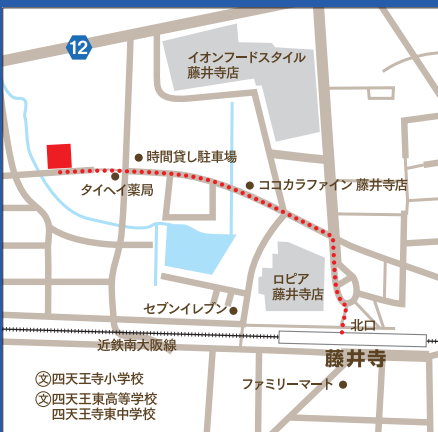 12
イオンフードスタイル
藤井寺店
時間貸し駐車場
タイヘイ薬局
ココカラファイン 藤井寺店
ロピア
藤井寺店
セブンイレブン
北口
近鉄南大阪線
藤井寺
ファミリーマート
文四天王寺小学校
文四天王寺東高等学校
四天王寺東中学校